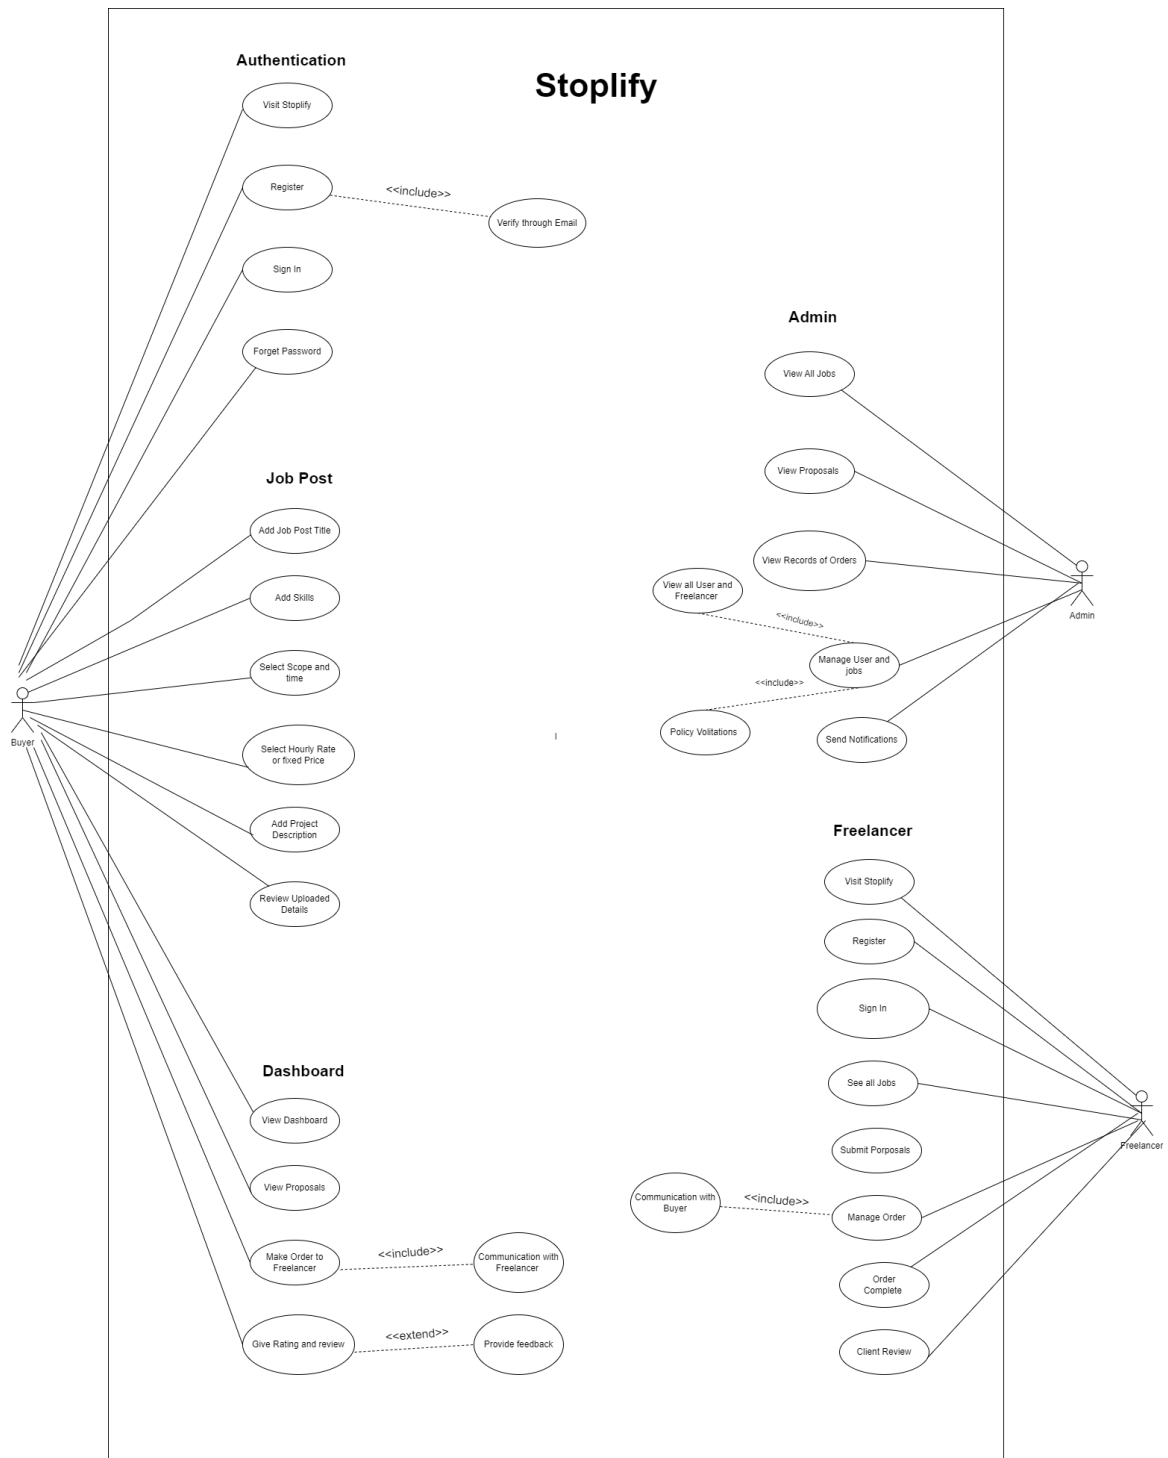 Stoplify
Authentication
Visit Stoplify
Register
<<include>>
Verify through Email
Sign In
Forget Password
Job Post
Add Job Post Title
Add Skills
Select Scope and
time
Select Hourly Rate
or fixed Price
Add Project
Description
Review Uploaded
Details
Buyer
Dashboard
View Dashboard
View Proposals
Make Order to
Freelancer
<<include>>
Communication with
Freelancer
Give Rating and review
<<extend>>
Provide feedback
Admin
View All Jobs
View Proposals
View Records of Orders
View all User and
Freelancer
<<include>>
Manage User and
jobs
<<include>>
Policy Volitations
Send Notifications
Admin
Freelancer
Visit Stoplify
Register
Sign In
See all Jobs
Submit Porposals
Communication with
Buyer
<<include>>
Manage Order
Order
Complete
Client Review
Freelancer